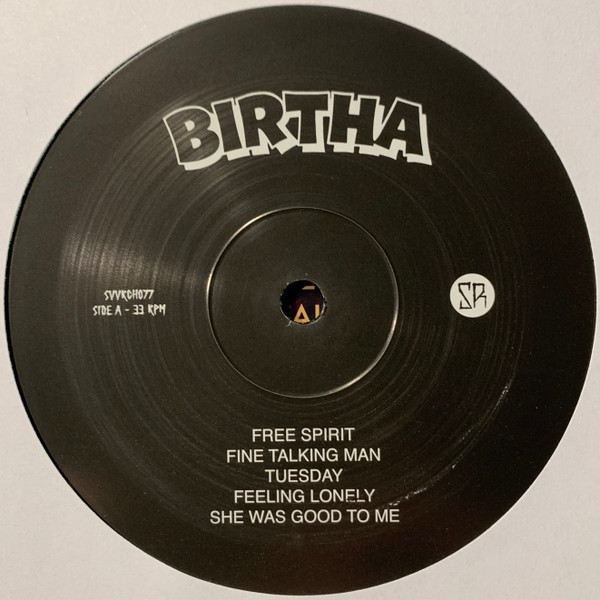 BIRTHA
SVVRCH077
SIDE A - 33 RPM
SR
FREE SPIRIT
FINE TALKING MAN
TUESDAY
FEELING LONELY
SHE WAS GOOD TO ME